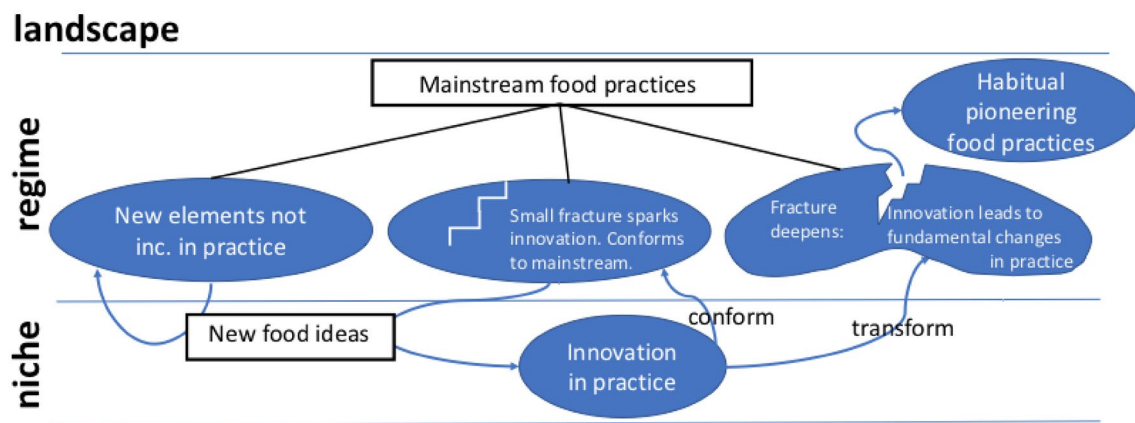 landscape
Mainstream food practices
Habitual
pioneering
food practices
regime
New elements not
inc. in practice
Small fracture sparks
innovation. Conforms
to mainstream.
Fracture
deepens:
Innovation leads to
fundamental changes
in practice
niche
New food ideas
conform
transform
Innovation
in practice